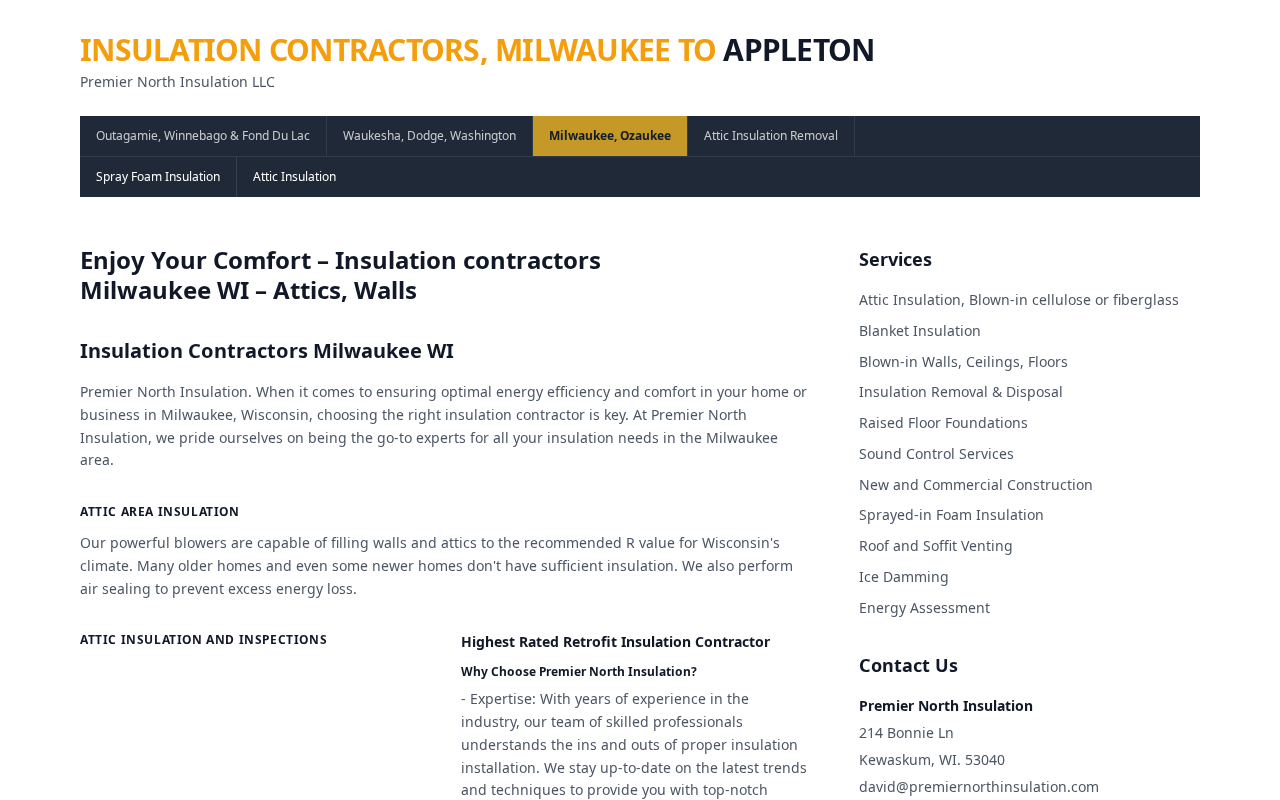 INSULATION CONTRACTORS, MILWAUKEE TO APPLETON
Premier North Insulation LLC
Outagamie, Winnebago & Fond Du Lac
Waukesha, Dodge, Washington
Milwaukee, Ozaukee
Attic Insulation Removal
Spray Foam Insulation
Attic Insulation
Enjoy Your Comfort – Insulation contractors
Milwaukee WI – Attics, Walls
Insulation Contractors Milwaukee WI
Premier North Insulation. When it comes to ensuring optimal energy efficiency and comfort in your home or
business in Milwaukee, Wisconsin, choosing the right insulation contractor is key. At Premier North
Insulation, we pride ourselves on being the go-to experts for all your insulation needs in the Milwaukee
area.
ATTIC AREA INSULATION
Our powerful blowers are capable of filling walls and attics to the recommended R value for Wisconsin's
climate. Many older homes and even some newer homes don't have sufficient insulation. We also perform
air sealing to prevent excess energy loss.
ATTIC INSULATION AND INSPECTIONS
Highest Rated Retrofit Insulation Contractor
Why Choose Premier North Insulation?
- Expertise: With years of experience in the
industry, our team of skilled professionals
understands the ins and outs of proper insulation
installation. We stay up-to-date on the latest trends
and techniques to provide you with top-notch
Services
Attic Insulation, Blown-in cellulose or fiberglass
Blanket Insulation
Blown-in Walls, Ceilings, Floors
Insulation Removal & Disposal
Raised Floor Foundations
Sound Control Services
New and Commercial Construction
Sprayed-in Foam Insulation
Roof and Soffit Venting
Ice Damming
Energy Assessment
Contact Us
Premier North Insulation
214 Bonnie Ln
Kewaskum, WI. 53040
david@premiernorthinsulation.com